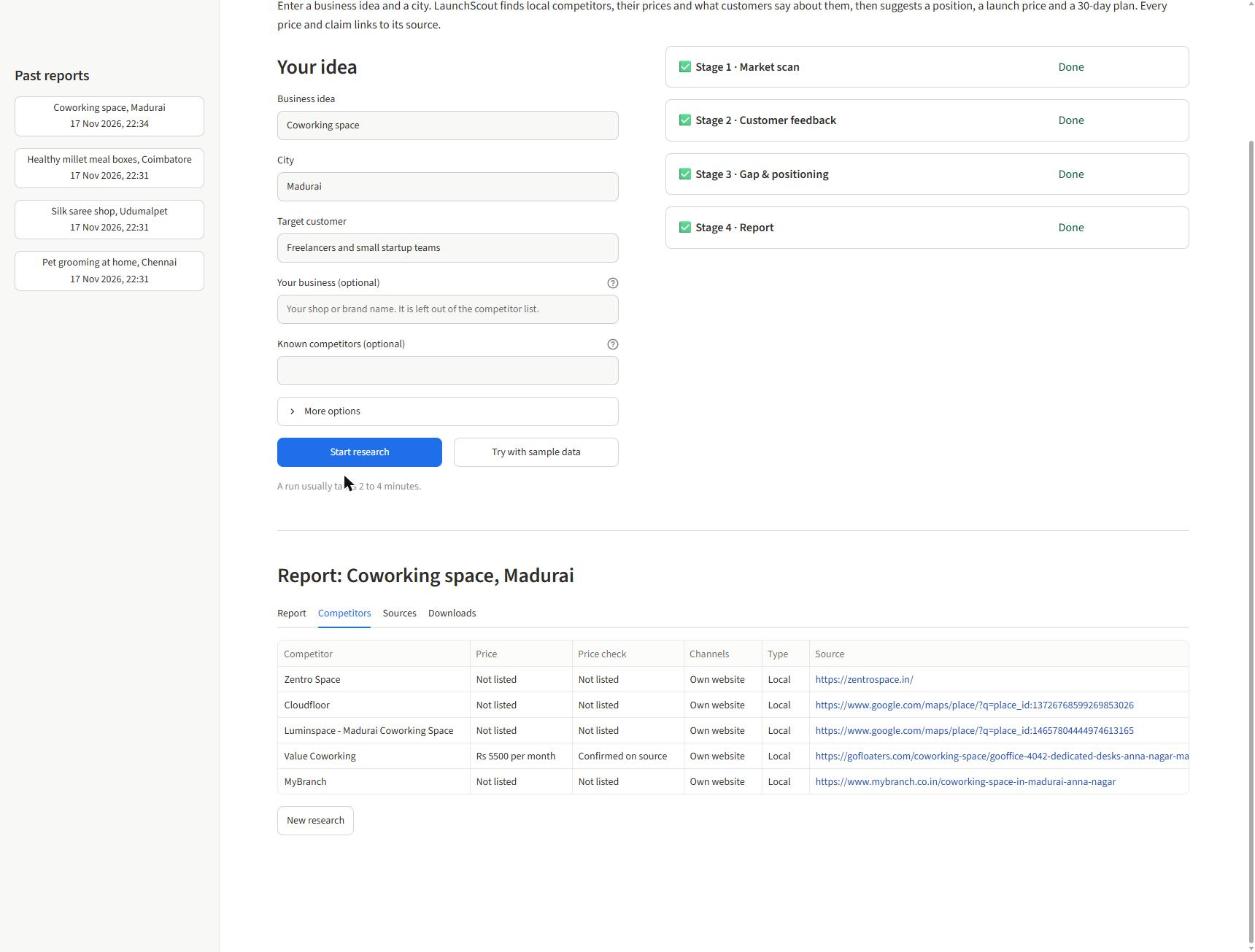 Enter a business idea and a city. LaunchScout finds local competitors, their prices and what customers say about them, then suggests a position, a launch price and a 30-day plan. Every
price and claim links to its source.
Past reports
Coworking space, Madurai
17 Nov 2026, 22:34
Healthy millet meal boxes, Coimbatore
17 Nov 2026, 22:31
Silk saree shop, Udumalpet
17 Nov 2026, 22:31
Pet grooming at home, Chennai
17 Nov 2026, 22:31
Your idea
Business idea
Coworking space
City
Madurai
Target customer
Freelancers and small startup teams
Your business (optional)
Your shop or brand name. It is left out of the competitor list.
Known competitors (optional)
More options
Start research
Try with sample data
A run usually 2 to 4 minutes.
Stage 1 · Market scan Done
Stage 2 · Customer feedback Done
Stage 3 · Gap & positioning Done
Stage 4 · Report Done
Report: Coworking space, Madurai
Report Competitors Sources Downloads
Competitor Price Price check Channels Type Source
Zentro Space Not listed Not listed Own website Local https://zentrospace.in/
Cloudfloor Not listed Not listed Own website Local https://www.google.com/maps/place/?q=place_id:13726768599269853026
Luminspace - Madurai Coworking Space Not listed Not listed Own website Local https://www.google.com/maps/place/?q=place_id:14657804444974613165
Value Coworking Rs 5500 per month Confirmed on source Own website Local https://gofloaters.com/coworking-space/gooffice-4042-dedicated-desks-anna-nagar-ma
MyBranch Not listed Not listed Own website Local https://www.mybranch.co.in/coworking-space-in-madurai-anna-nagar
New research